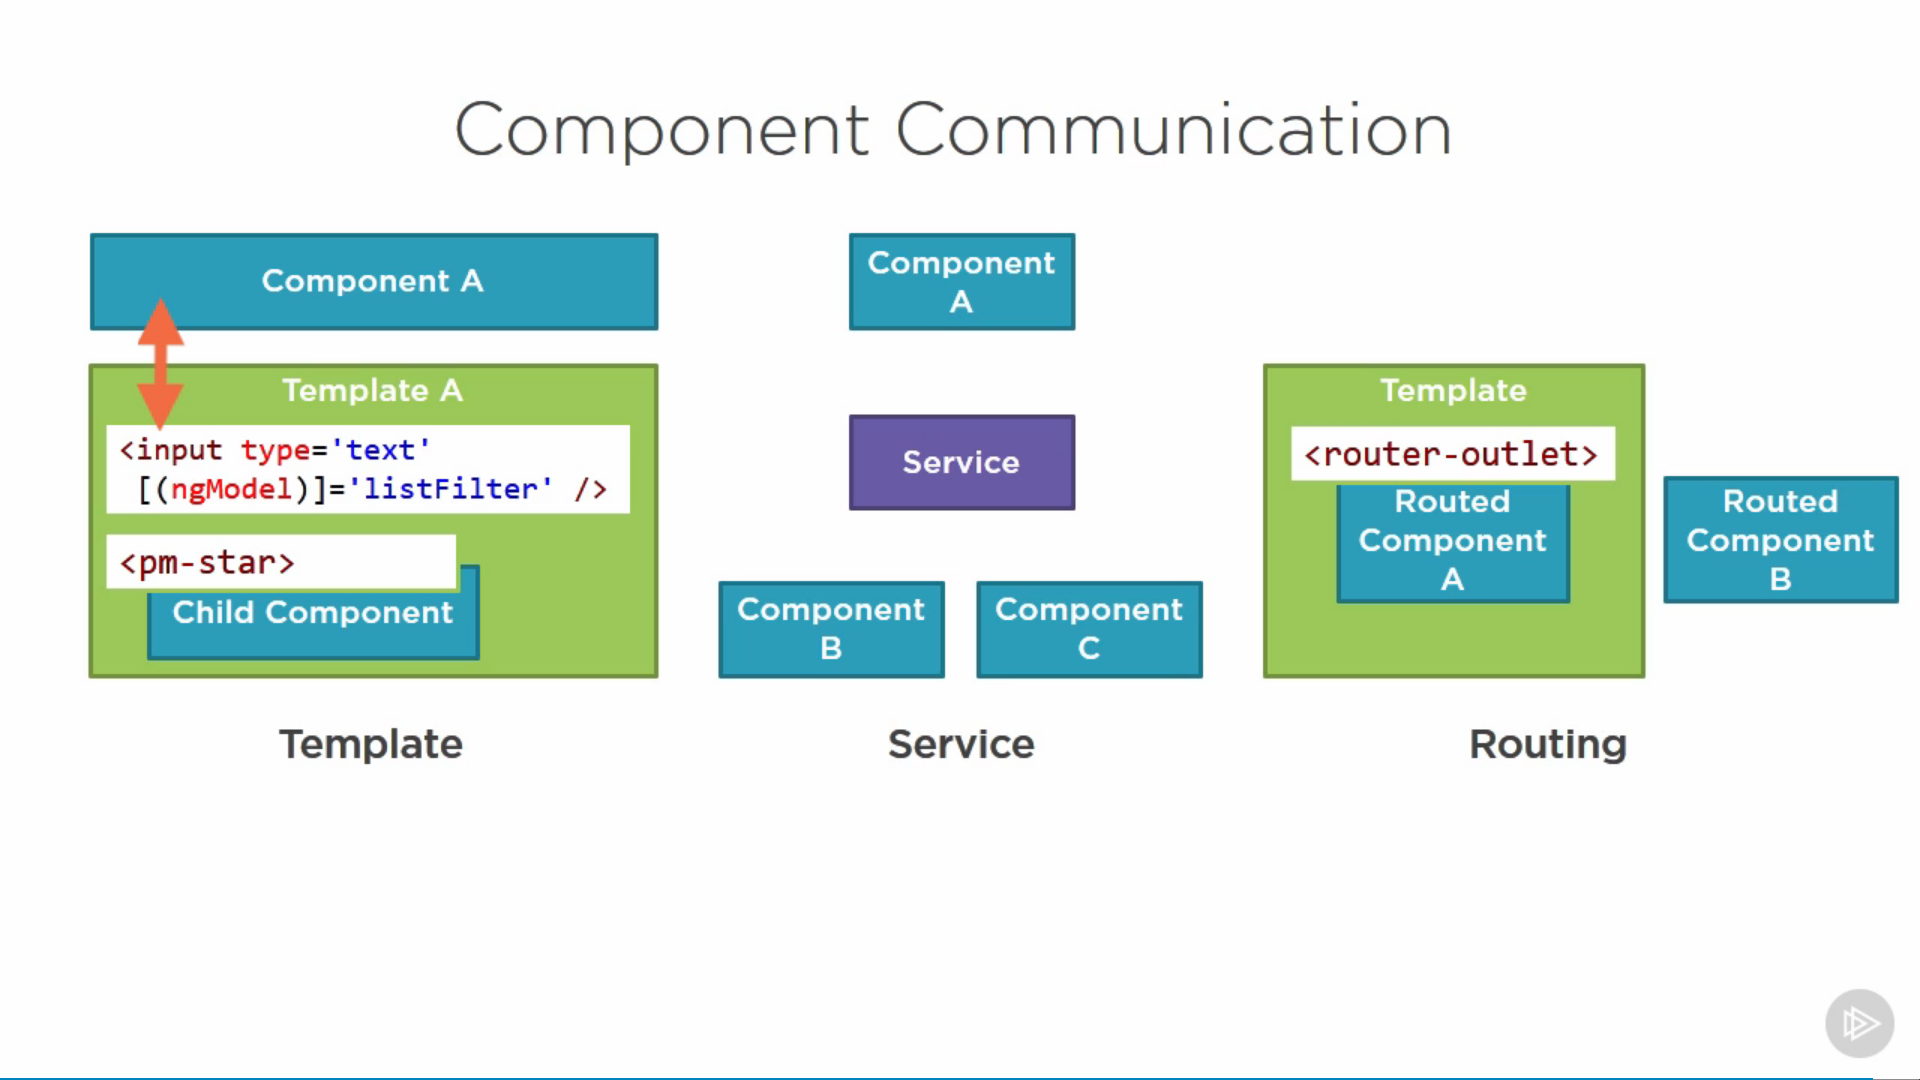 Component Communication
Component A
Template A
<input type='text'
[(ngModel)]='listFilter' />
<pm-star>
Child Component
Template
Component
A
Service
Component
B
Component
C
Service
Template
<router-outlet>
Routed
Component
A
Routed
Component
B
Routing